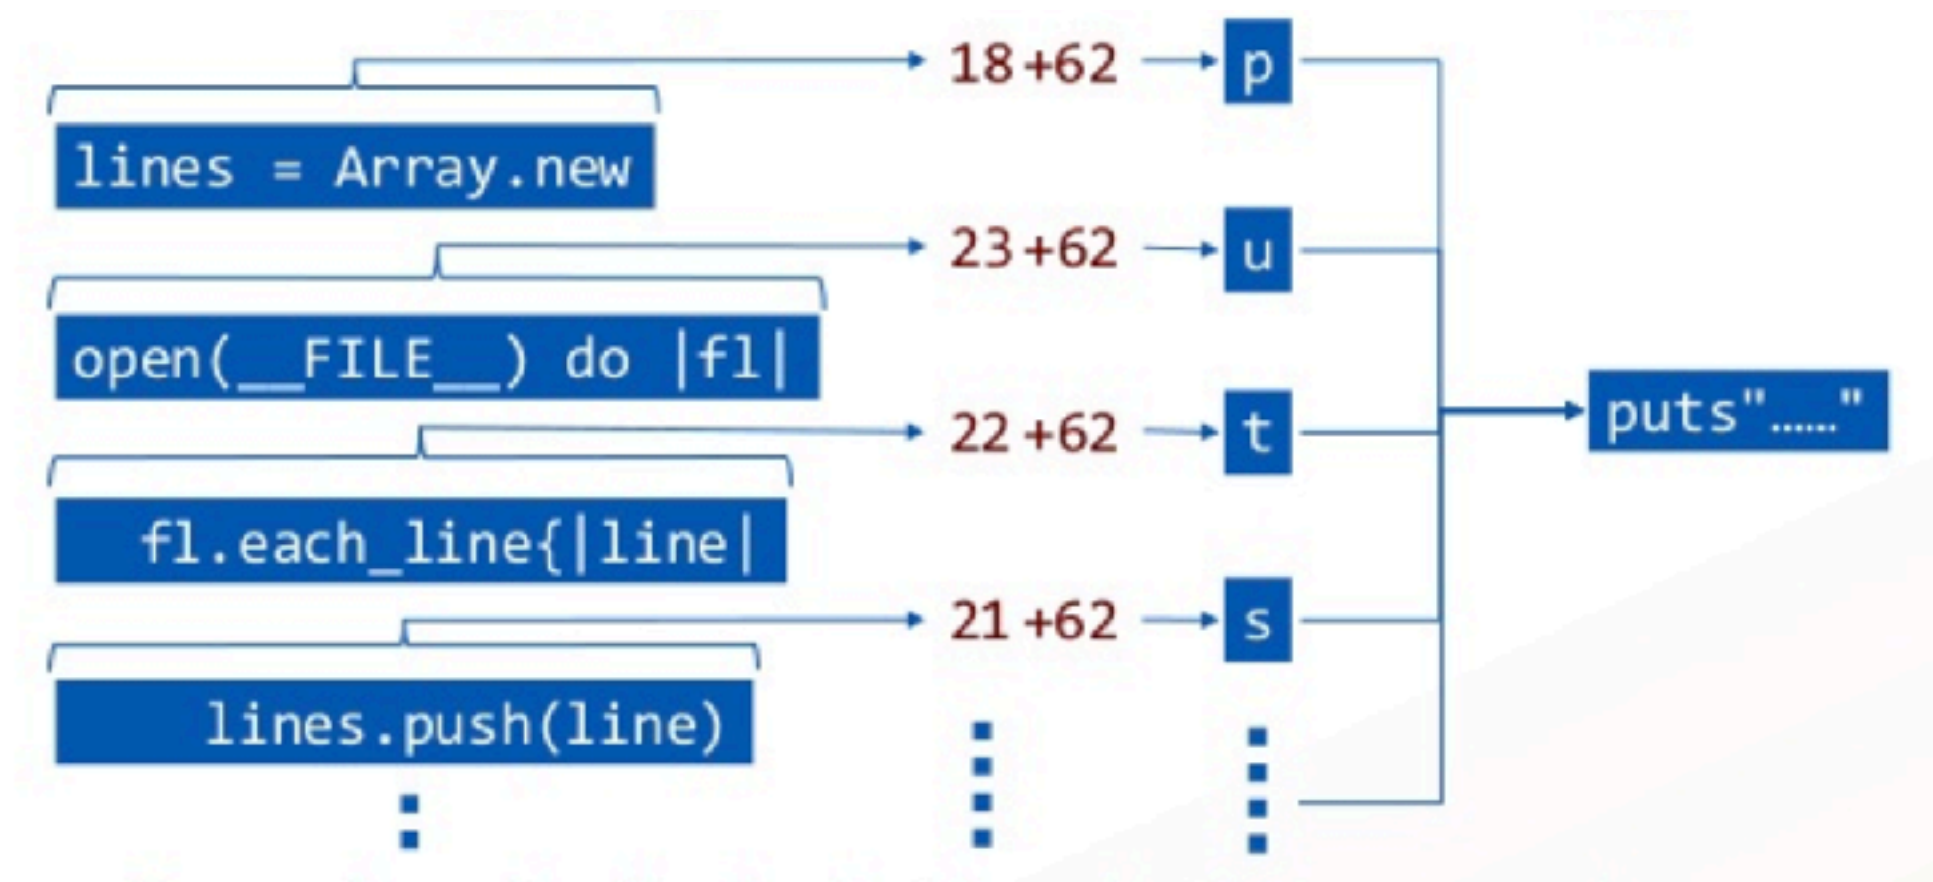 18 +62 p
lines = Array.new
23 +62 u
open(__FILE__) do |fl|
22 +62 t
puts"……"
fl.each_line{|line|
21 +62 s
lines.push(line)